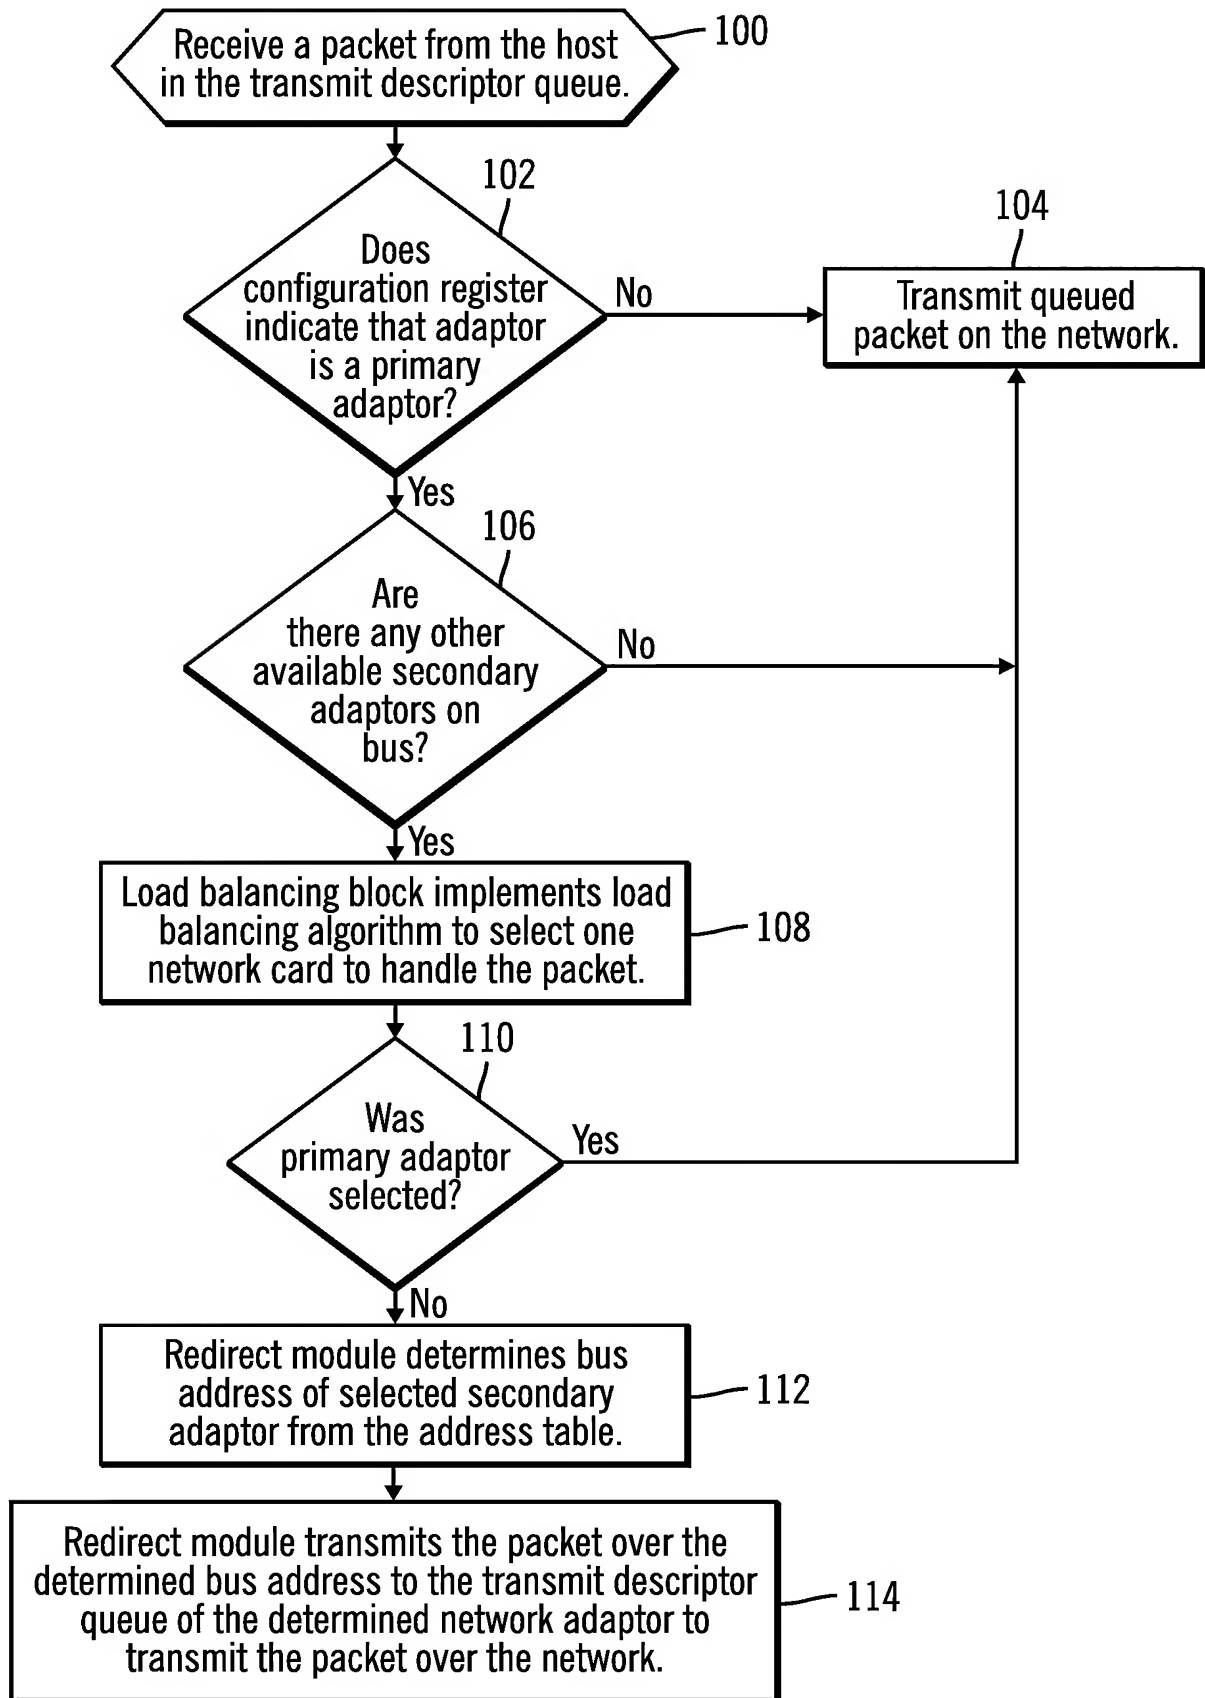 Receive a packet from the host
in the transmit descriptor queue.
100
102
Does
configuration register
indicate that adaptor
is a primary
adaptor?
No
104
Transmit queued
packet on the network.
Yes
106
Are
there any other
available secondary
adaptors on
bus?
No
Yes
Load balancing block implements load
balancing algorithm to select one
network card to handle the packet.
108
110
Was
primary adaptor
selected?
Yes
No
Redirect module determines bus
address of selected secondary
adaptor from the address table.
112
Redirect module transmits the packet over the
determined bus address to the transmit descriptor
queue of the determined network adaptor to
transmit the packet over the network.
114